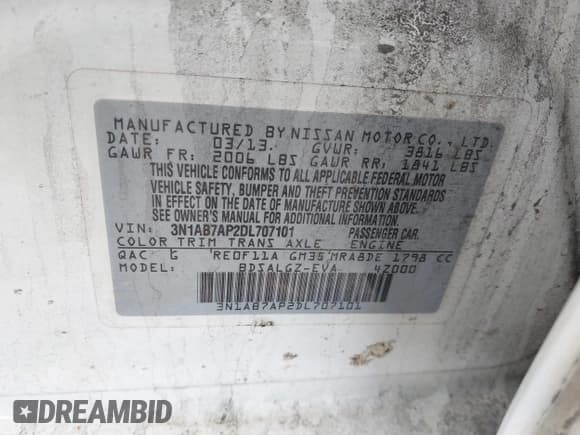 MANUFACTURED BY NISSAN MOTOR CO., LTD.
DATE: 03/13 GVWR: 3816 LBS
GAWR FR: 2006 LBS GAWR RR: 1841 LBS
THIS VEHICLE CONFORMS TO ALL APPLICABLE FEDERAL MOTOR
VEHICLE SAFETY, BUMPER AND THEFT PREVENTION STANDARDS
IN EFFECT ON THE DATE OF MANUFACTURE SHOWN ABOVE.
SEE OWNER'S MANUAL FOR ADDITIONAL INFORMATION.
VIN: 3N1AB7AP2DL707101 PASSENGER CAR.
COLOR TRIM TRANS AXLE ENGINE
QAC G RE0F11A GM35 MRA8DE 1798 CC
BDSALGZ-EVA 4Z000
3N1AB7AP2DL707101
DREAMBID